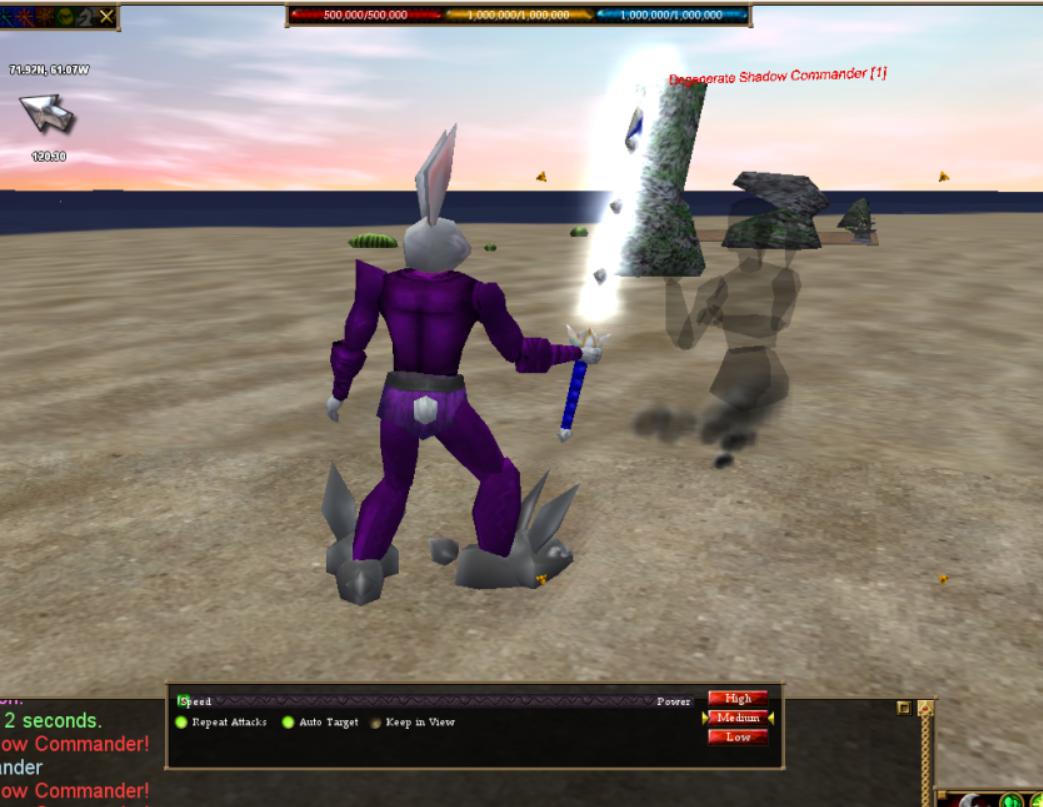 500,000/500,000
1,000,000/1,000,000
1,000,000/1,000,000
71.92N, 61.07W
Degenerate Shadow Commander [1]
120.30
Speed
Power
High
Repeat Attacks
Auto Target
Keep in View
Medium
Low
2 seconds.
ow Commander!
ander
ow Commander!